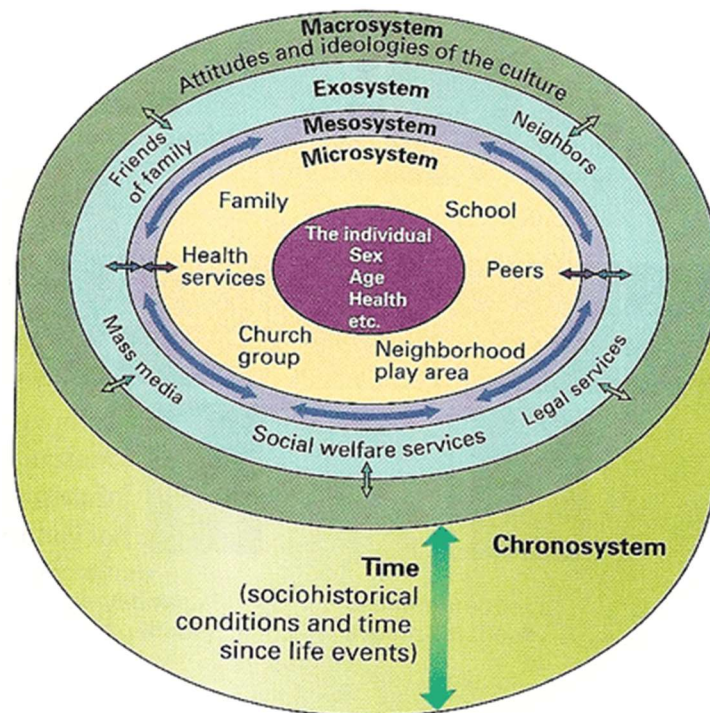 Macrosystem
Attitudes and ideologies of the culture
Exosystem
Mesosystem
Microsystem
Friends
of family
Neighbors
Family
School
The individual
Sex
Age
Health
etc.
Health
services
Peers
Church
group
Neighborhood
play area
Mass media
Social welfare services
Legal services
Chronosystem
Time
(sociohistorical
conditions and time
since life events)